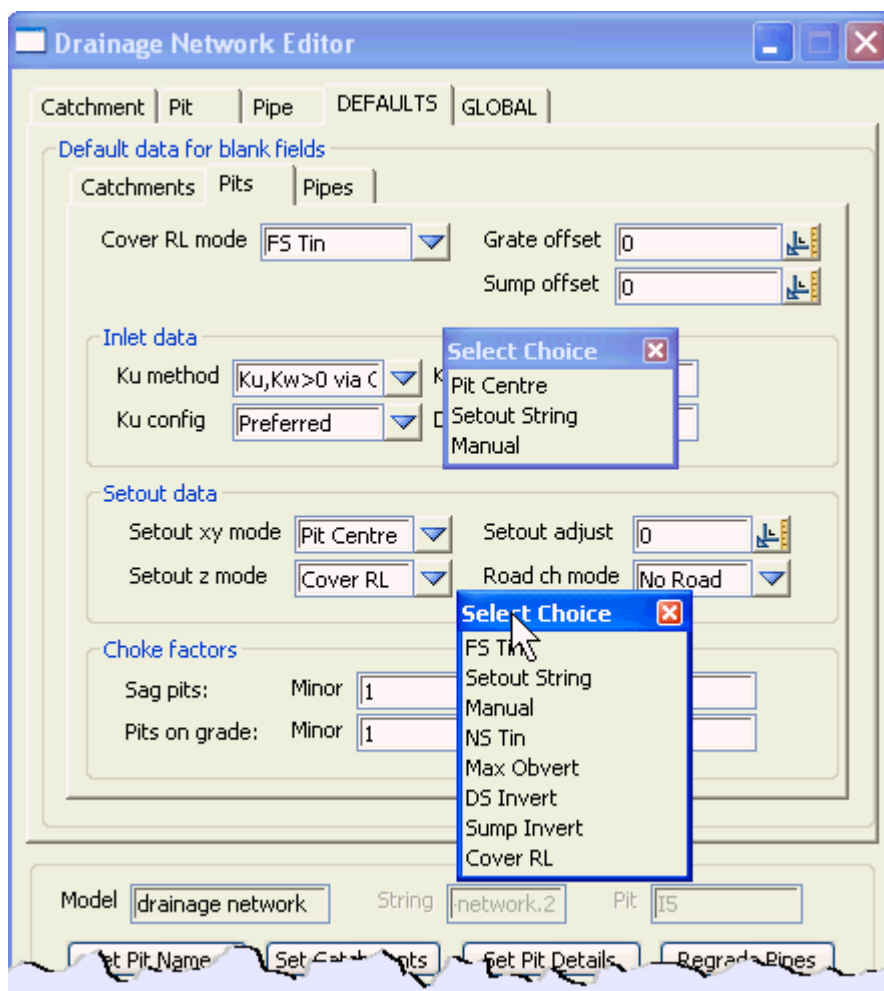 Drainage Network Editor
Catchment Pit Pipe DEFAULTS GLOBAL
Default data for blank fields
Catchments Pits Pipes
Cover RL mode FS Tin Grate offset 0
Sump offset 0
Inlet data
Ku method Ku,Kw>0 via
Ku config Preferred
Select Choice
Pit Centre
Setout String
Manual
Setout data
Setout xy mode Pit Centre Setout adjust 0
Setout z mode Cover RL Road ch mode No Road
Choke factors
Sag pits: Minor 1
Pits on grade: Minor 1
Select Choice
FS Tin
Setout String
Manual
NS Tin
Max Obvert
DS Invert
Sump Invert
Cover RL
Model drainage network String -network.2 Pit I5
Pit Name Set Pit Details Regrade Pipes